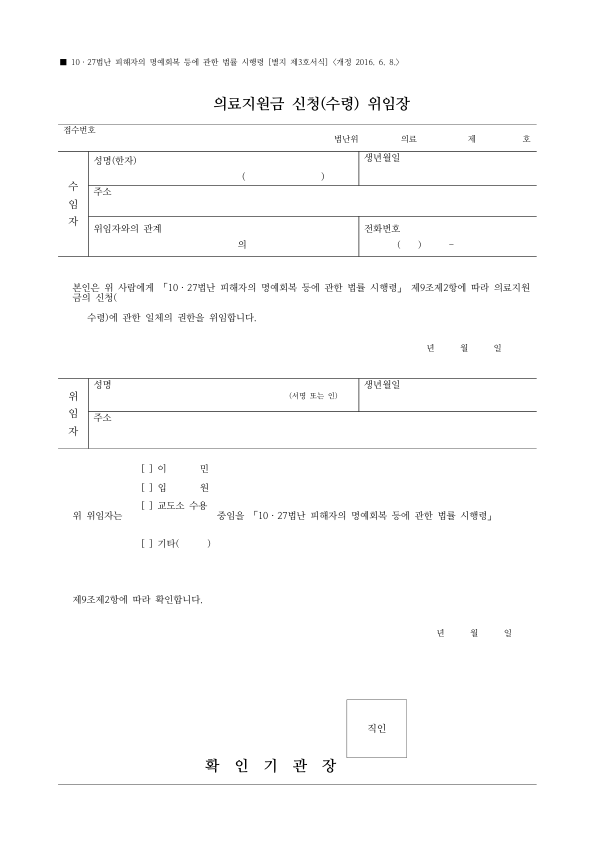 ■ 10ㆍ27법난 피해자의 명예회복 등에 관한 법률 시행령 [별지 제3호서식] <개정 2016. 6. 8.>
의료지원금 신청(수령) 위임장
접수번호
법난위 의료 제 호
수임자
성명(한자)
( )
생년월일
주소
위임자와의 관계
의
전화번호
( ) -
본인은 위 사람에게 「10ㆍ27법난 피해자의 명예회복 등에 관한 법률 시행령」 제9조제2항에 따라 의료지원
금의 신청(
수령)에 관한 일체의 권한을 위임합니다.
년 월 일
위임자
성명
(서명 또는 인)
생년월일
주소
[ ] 이 민
[ ] 입 원
[ ] 교도소 수용
위 위임자는 중임을 「10ㆍ27법난 피해자의 명예회복 등에 관한 법률 시행령」
[ ] 기타( )
제9조제2항에 따라 확인합니다.
년 월 일
직인
확 인 기 관 장